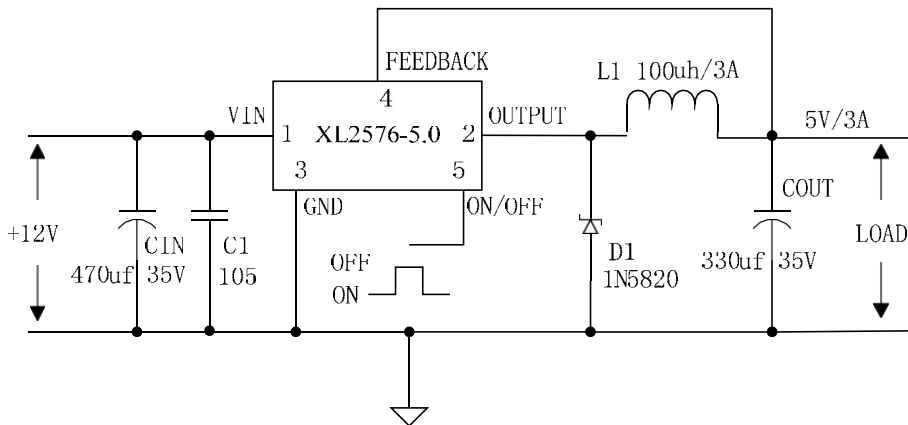 FEEDBACK
L1 100uh/3A
4
VIN
1
XL2576-5.0
2
OUTPUT
5V/3A
3
5
GND
ON/OFF
COUT
+12V
CIN
C1
LOAD
470uf 35V
105
OFF
ON
D1
1N5820
330uf 35V